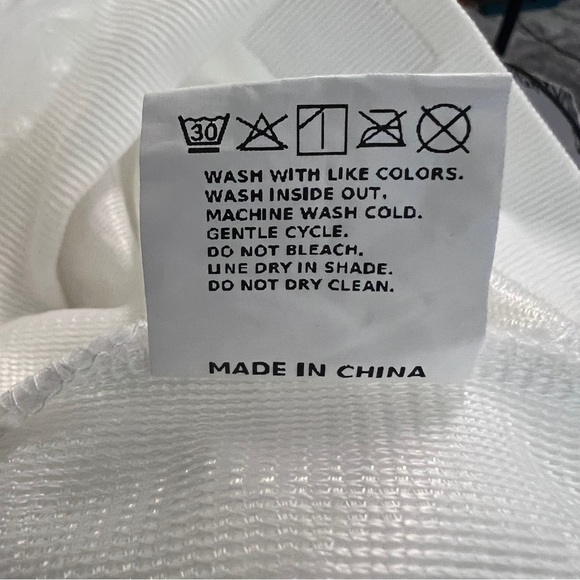 30
WASH WITH LIKE COLORS.
WASH INSIDE OUT.
MACHINE WASH COLD.
GENTLE CYCLE.
DO NOT BLEACH.
LINE DRY IN SHADE.
DO NOT DRY CLEAN.
MADE IN CHINA